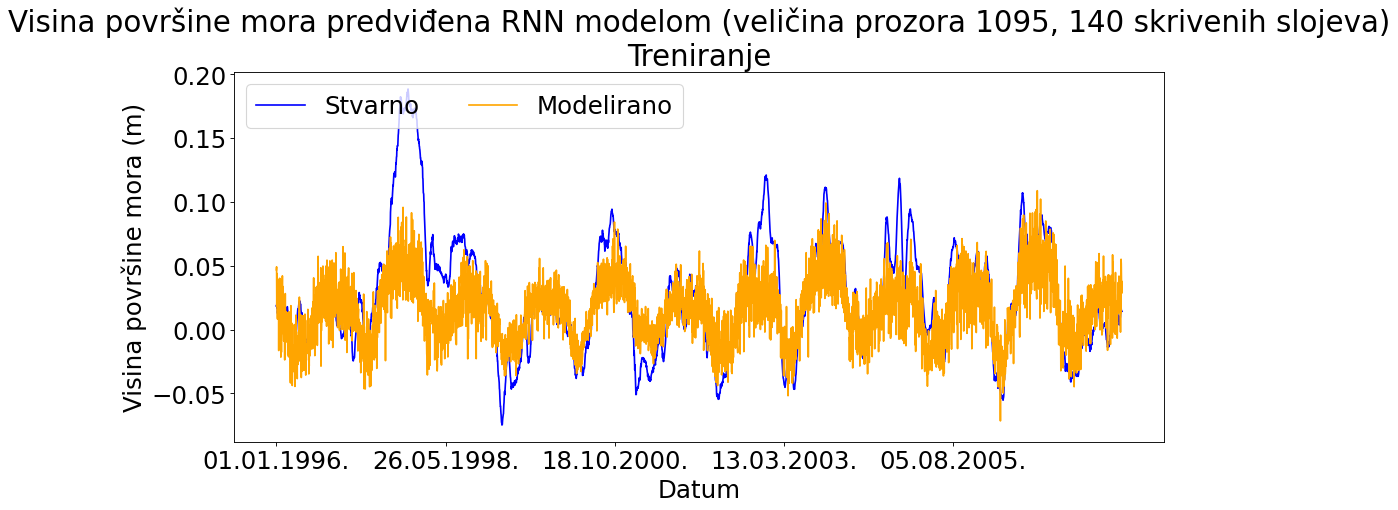 Visina površine mora predviđena RNN modelom (veličina prozora 1095, 140 skrivenih slojeva)
Treniranje
Stvarno Modelirano
Visina površine mora (m)
0.20
0.15
0.10
0.05
0.00
−0.05
01.01.1996. 26.05.1998. 18.10.2000. 13.03.2003. 05.08.2005.
Datum